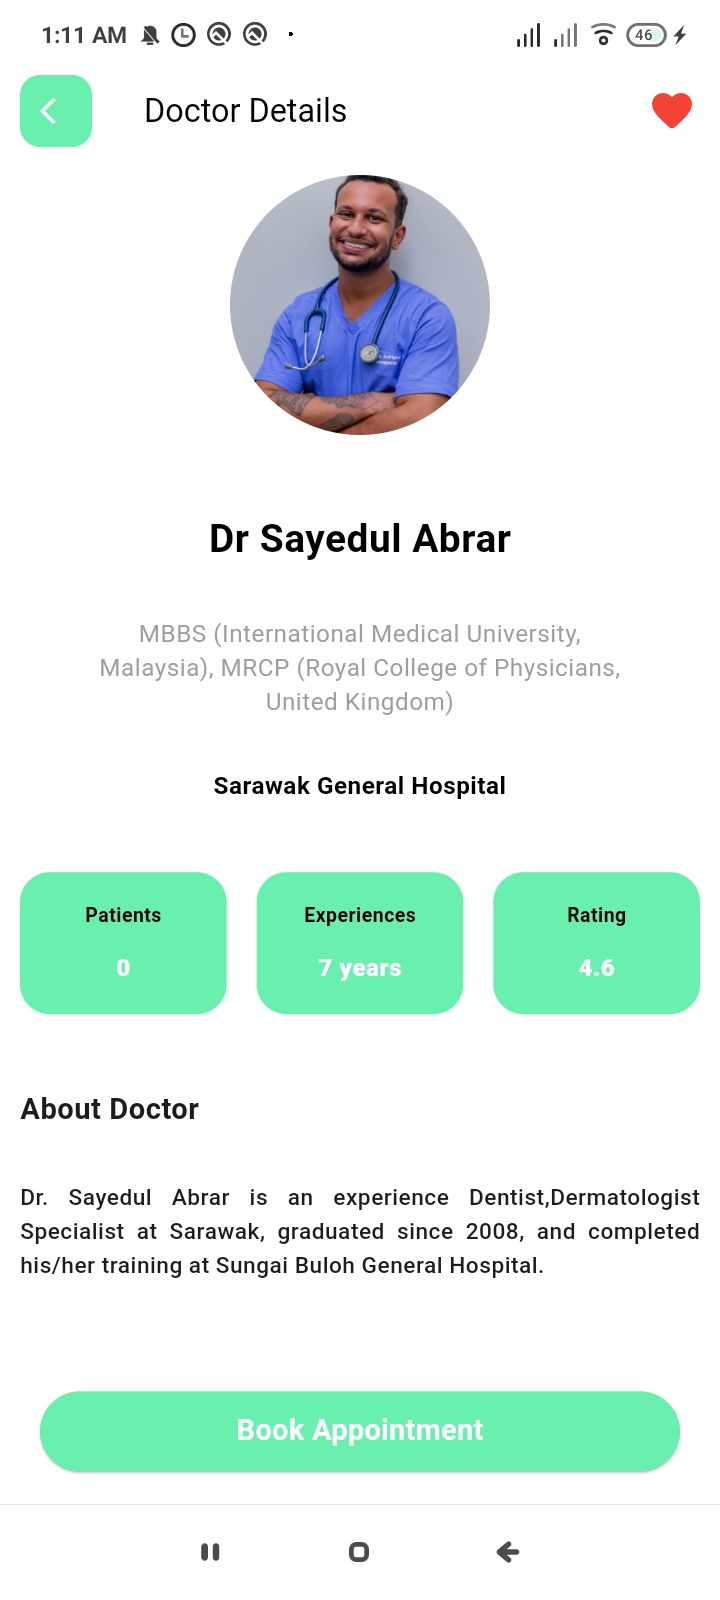 1:11 AM
46
Doctor Details
Dr Sayedul Abrar
MBBS (International Medical University,
Malaysia), MRCP (Royal College of Physicians,
United Kingdom)
Sarawak General Hospital
Patients
Experiences
Rating
0
7 years
4.6
About Doctor
Dr. Sayedul Abrar is an experience Dentist,Dermatologist
Specialist at Sarawak, graduated since 2008, and completed
his/her training at Sungai Buloh General Hospital.
Book Appointment